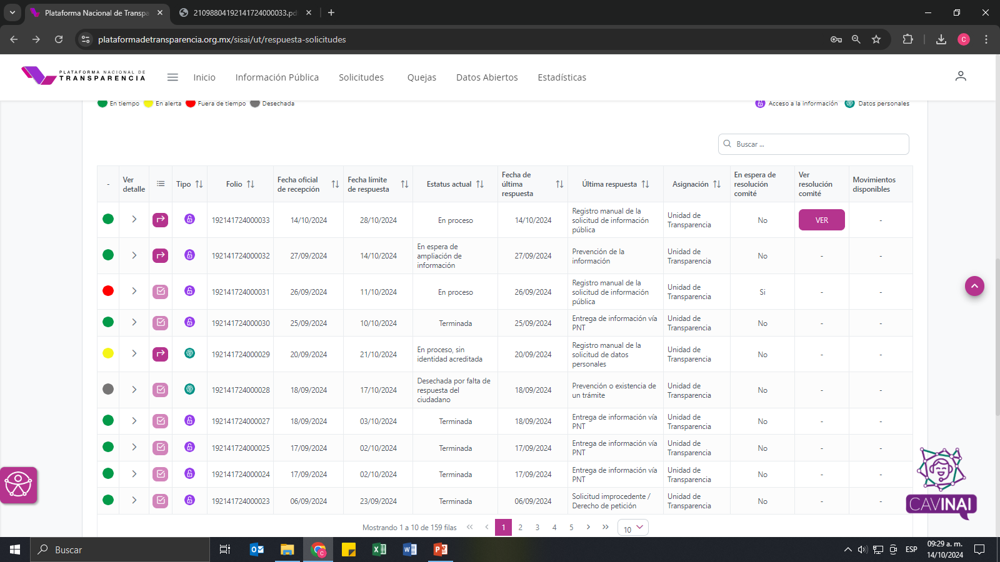 Plataforma Nacional de Transpa
21098804192141724000033.pd
plataformadetransparencia.org.mx/sisai/ut/respuesta-solicitudes
C
PLATAFORMA NACIONAL DE
TRANSPARENCIA
Inicio
Información Pública
Solicitudes
Quejas
Datos Abiertos
Estadísticas
En tiempo En alerta Fuera de tiempo Desechada
Acceso a la información Datos personales
Buscar ...
- Ver detalle Tipo Folio Fecha oficial de recepción Fecha límite de respuesta Estatus actual Fecha de última respuesta Última respuesta Asignación En espera de resolución comité Ver resolución comité Movimientos disponibles
192141724000033 14/10/2024 28/10/2024 En proceso 14/10/2024 Registro manual de la solicitud de información pública Unidad de Transparencia No VER -
192141724000032 27/09/2024 14/10/2024 En espera de ampliación de información 27/09/2024 Prevención de la información Unidad de Transparencia No - -
192141724000031 26/09/2024 11/10/2024 En proceso 26/09/2024 Registro manual de la solicitud de información pública Unidad de Transparencia Si - -
192141724000030 25/09/2024 10/10/2024 Terminada 25/09/2024 Entrega de información vía PNT Unidad de Transparencia No - -
192141724000029 20/09/2024 21/10/2024 En proceso, sin identidad acreditada 20/09/2024 Registro manual de la solicitud de datos personales Unidad de Transparencia No - -
192141724000028 18/09/2024 17/10/2024 Desechada por falta de respuesta del ciudadano 18/09/2024 Prevención o existencia de un trámite Unidad de Transparencia No - -
192141724000027 18/09/2024 03/10/2024 Terminada 18/09/2024 Entrega de información vía PNT Unidad de Transparencia No - -
192141724000025 17/09/2024 02/10/2024 Terminada 17/09/2024 Entrega de información vía PNT Unidad de Transparencia No - -
192141724000024 17/09/2024 02/10/2024 Terminada 17/09/2024 Entrega de información vía PNT Unidad de Transparencia No - -
192141724000023 06/09/2024 23/09/2024 Terminada 06/09/2024 Solicitud improcedente / Derecho de petición Unidad de Transparencia No - -
Mostrando 1 a 10 de 159 filas 1 2 3 4 5 10
CAVINAI
Buscar
ESP
09:29 a. m.
14/10/2024